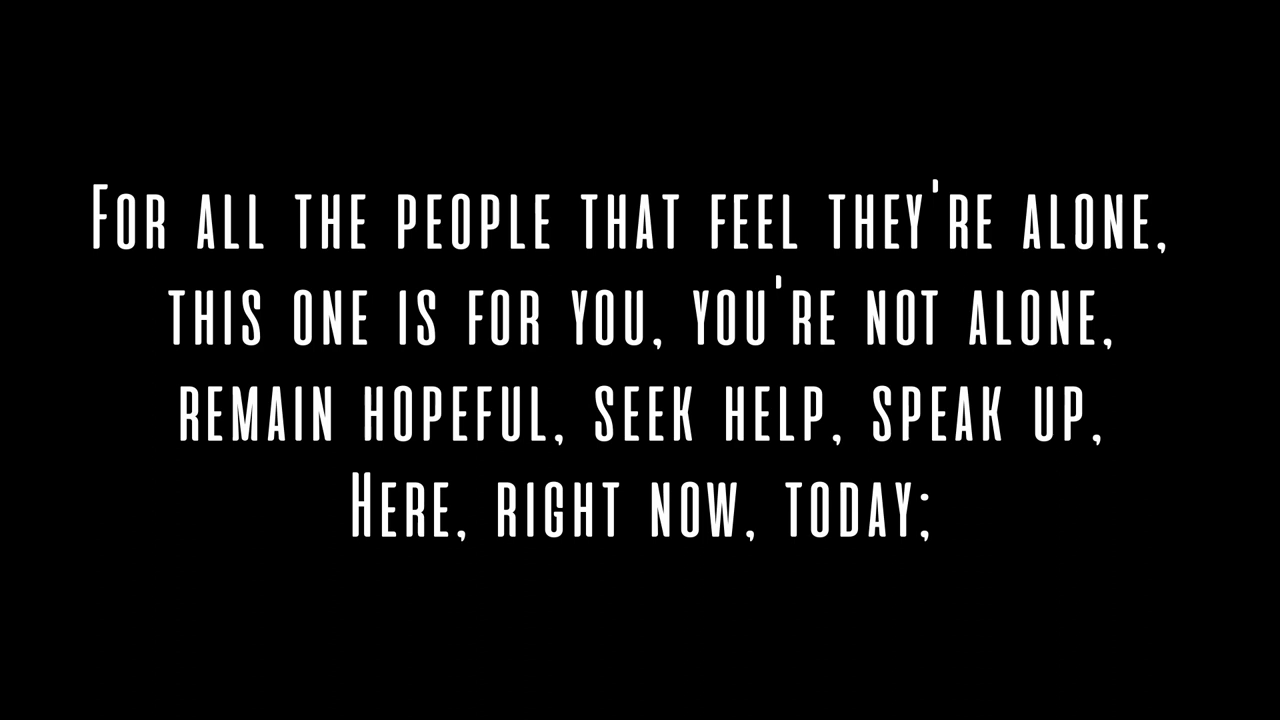 For all the people that feel they're alone,
this one is for you, you're not alone,
remain hopeful, seek help, speak up,
Here, right now, today;